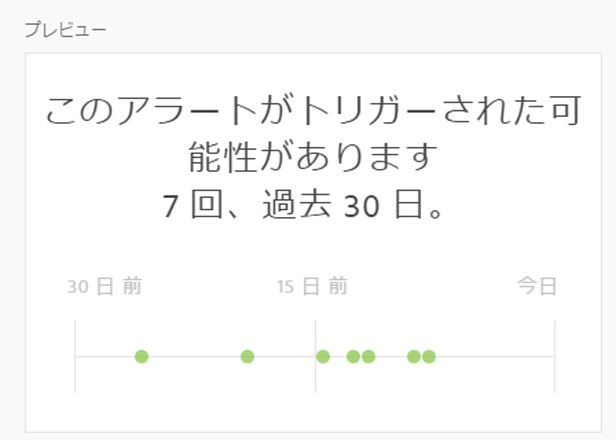 プレビュー
このアラートがトリガーされた可
能性があります
7 回、過去 30 日。
30 日 前
15 日 前
今日